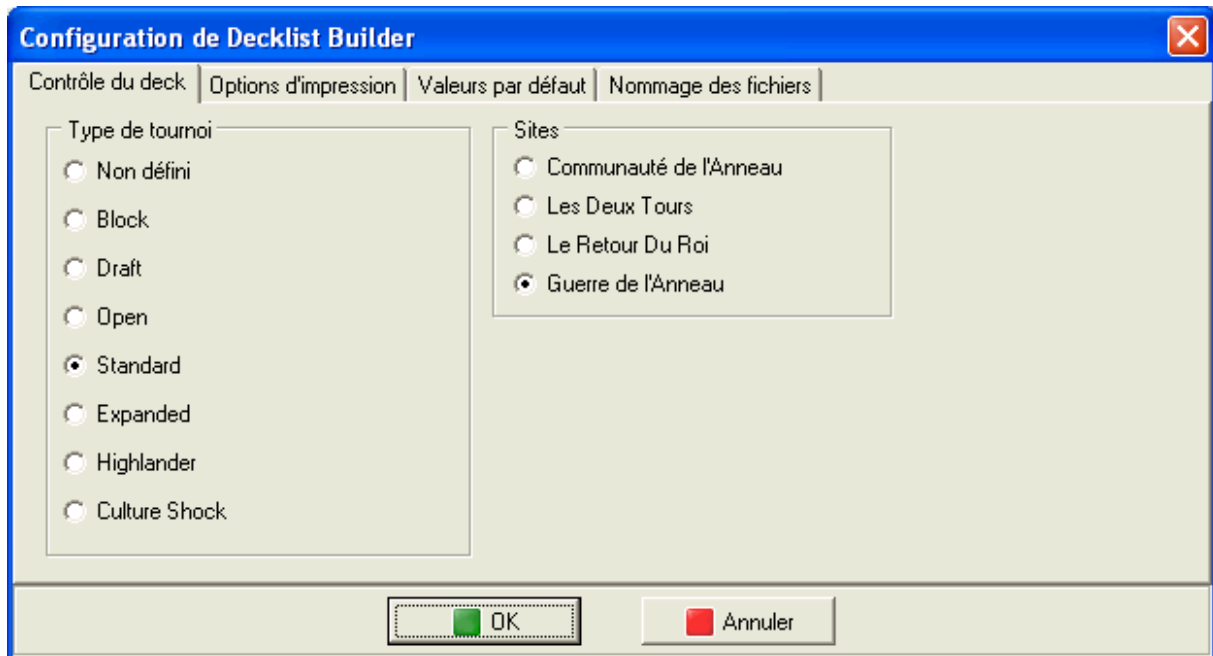 Configuration de Decklist Builder
Contrôle du deck Options d'impression Valeurs par défaut Nommage des fichiers
Type de tournoi
Non défini
Block
Draft
Open
Standard
Expanded
Highlander
Culture Shock
Sites
Communauté de l'Anneau
Les Deux Tours
Le Retour Du Roi
Guerre de l'Anneau
OK Annuler